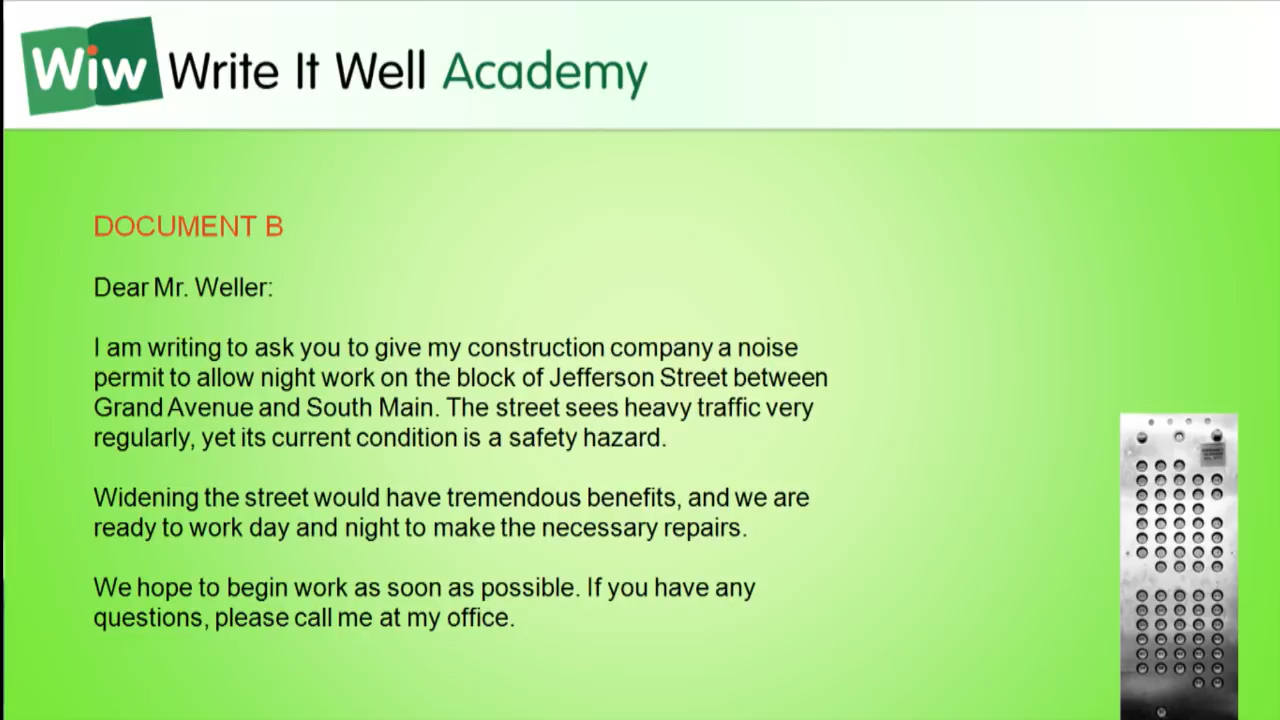 Wiw Write It Well Academy
DOCUMENT B
Dear Mr. Weller:
I am writing to ask you to give my construction company a noise
permit to allow night work on the block of Jefferson Street between
Grand Avenue and South Main. The street sees heavy traffic very
regularly, yet its current condition is a safety hazard.
Widening the street would have tremendous benefits, and we are
ready to work day and night to make the necessary repairs.
We hope to begin work as soon as possible. If you have any
questions, please call me at my office.